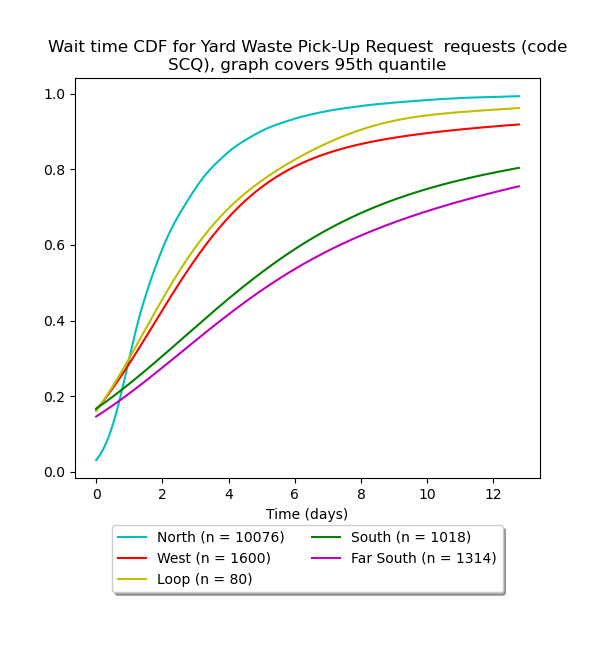 Wait time CDF for Yard Waste Pick-Up Request  requests (code
SCQ), graph covers 95th quantile
1.0
0.8
0.6
0.4
0.2
0.0
0 2 4 6 8 10 12
Time (days)
North (n = 10076)
West (n = 1600)
Loop (n = 80)
South (n = 1018)
Far South (n = 1314)